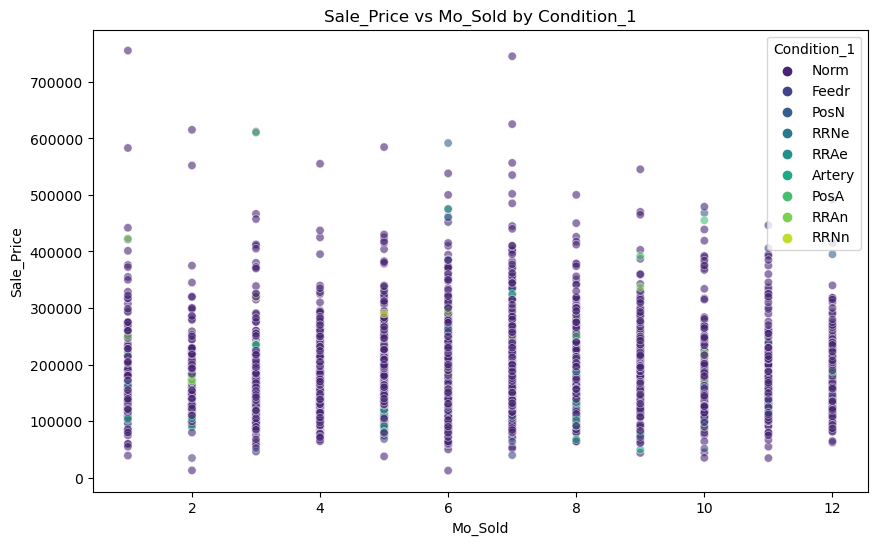 Sale_Price vs Mo_Sold by Condition_1
Sale_Price
700000
600000
500000
400000
300000
200000
100000
0
2
4
6
8
10
12
Mo_Sold
Condition_1
Norm
Feedr
PosN
RRNe
RRAe
Artery
PosA
RRAn
RRNn